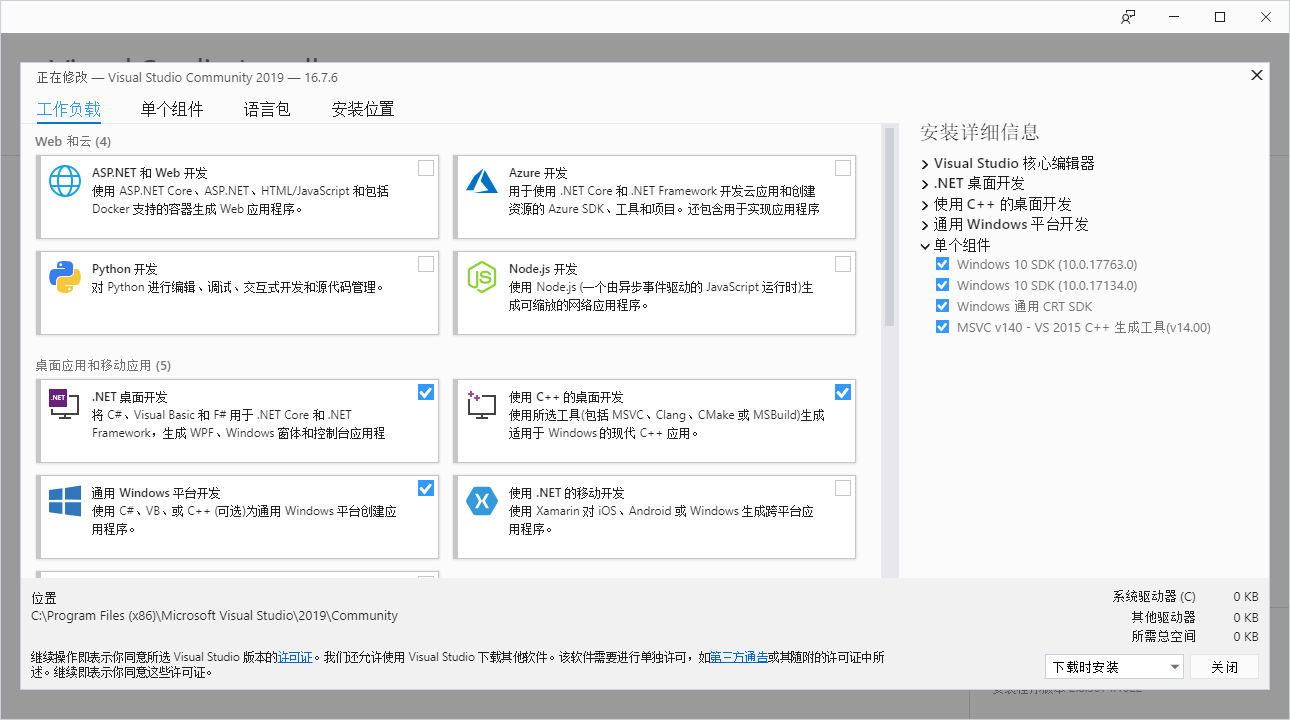 正在修改 — Visual Studio Community 2019 — 16.7.6
工作负载
单个组件
语言包
安装位置
Web 和云 (4)
ASP.NET 和 Web 开发
使用 ASP.NET Core、ASP.NET、HTML/JavaScript 和包括
Docker 支持的容器生成 Web 应用程序。
Azure 开发
用于使用 .NET Core 和 .NET Framework 开发云应用和创建
资源的 Azure SDK、工具和项目。还包含用于实现应用程序
Python 开发
对 Python 进行编辑、调试、交互式开发和源代码管理。
Node.js 开发
使用 Node.js (一个由异步事件驱动的 JavaScript 运行时)生
成可缩放的网络应用程序。
桌面应用和移动应用 (5)
.NET
.NET 桌面开发
将 C#、Visual Basic 和 F# 用于 .NET Core 和 .NET
Framework，生成 WPF、Windows 窗体和控制台应用程
使用 C++ 的桌面开发
使用所选工具(包括 MSVC、Clang、CMake 或 MSBuild)生成
适用于 Windows 的现代 C++ 应用。
通用 Windows 平台开发
使用 C#、VB、或 C++ (可选)为通用 Windows 平台创建应
用程序。
使用 .NET 的移动开发
使用 Xamarin 对 iOS、Android 或 Windows 生成跨平台应
用程序。
安装详细信息
Visual Studio 核心编辑器
.NET 桌面开发
使用 C++ 的桌面开发
通用 Windows 平台开发
单个组件
Windows 10 SDK (10.0.17763.0)
Windows 10 SDK (10.0.17134.0)
Windows 通用 CRT SDK
MSVC v140 - VS 2015 C++ 生成工具(v14.00)
位置
C:\Program Files (x86)\Microsoft Visual Studio\2019\Community
系统驱动器 (C) 0 KB
其他驱动器 0 KB
所需总空间 0 KB
继续操作即表示你同意所选 Visual Studio 版本的许可证。我们还允许使用 Visual Studio 下载其他软件。该软件需要进行单独许可，如第三方通告或其随附的许可证中所
述。继续即表示你同意这些许可证。
下载时安装
关闭